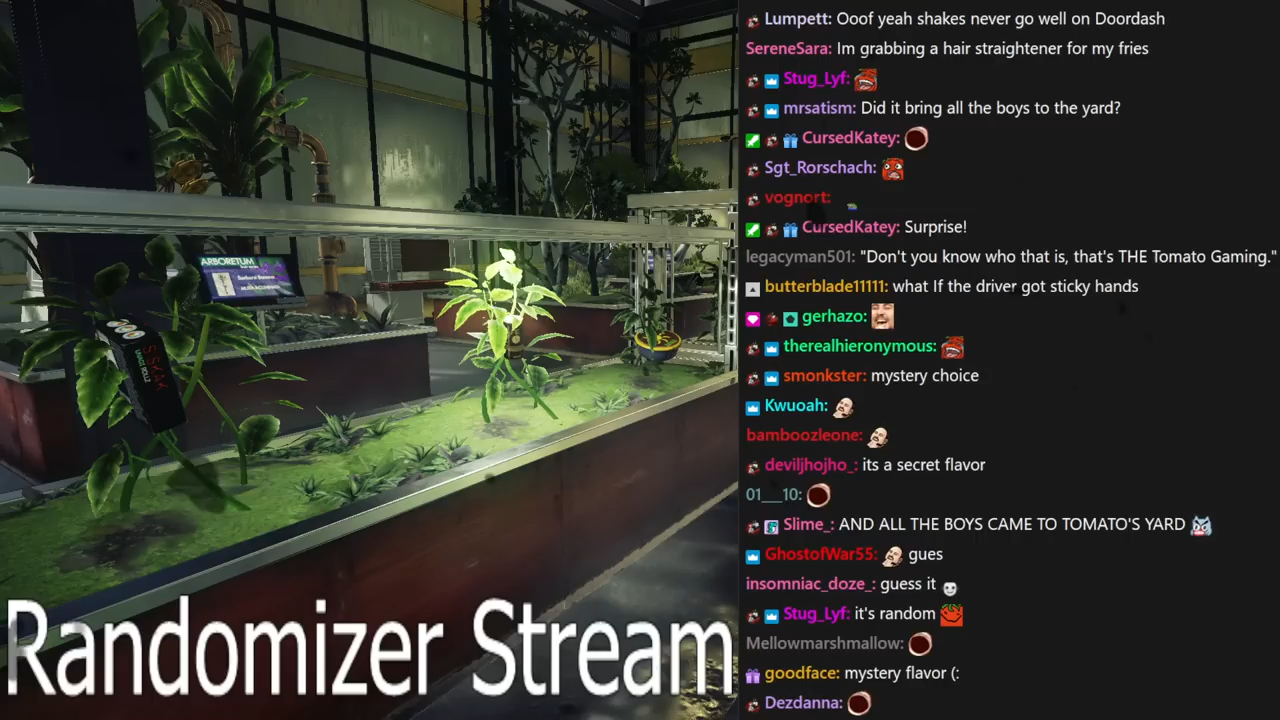 ARBORETUM
Randomizer Stream
Lumpett: Ooof yeah shakes never go well on Doordash
SereneSara: Im grabbing a hair straightener for my fries
Stug_Lyf:
mrsatism: Did it bring all the boys to the yard?
CursedKatey:
Sgt_Rorschach:
vognort:
CursedKatey: Surprise!
legacyman501: "Don't you know who that is, that's THE Tomato Gaming."
butterblade11111: what If the driver got sticky hands
gerhazo:
therealhieronymous:
smonkster: mystery choice
Kwuoah:
bamboozleone:
deviljhojho_: its a secret flavor
01___10:
Slime_: AND ALL THE BOYS CAME TO TOMATO'S YARD
GhostofWar55: gues
insomniac_doze_: guess it
Stug_Lyf: it's random
Mellowmarshmallow:
goodface: mystery flavor (:
Dezdanna: